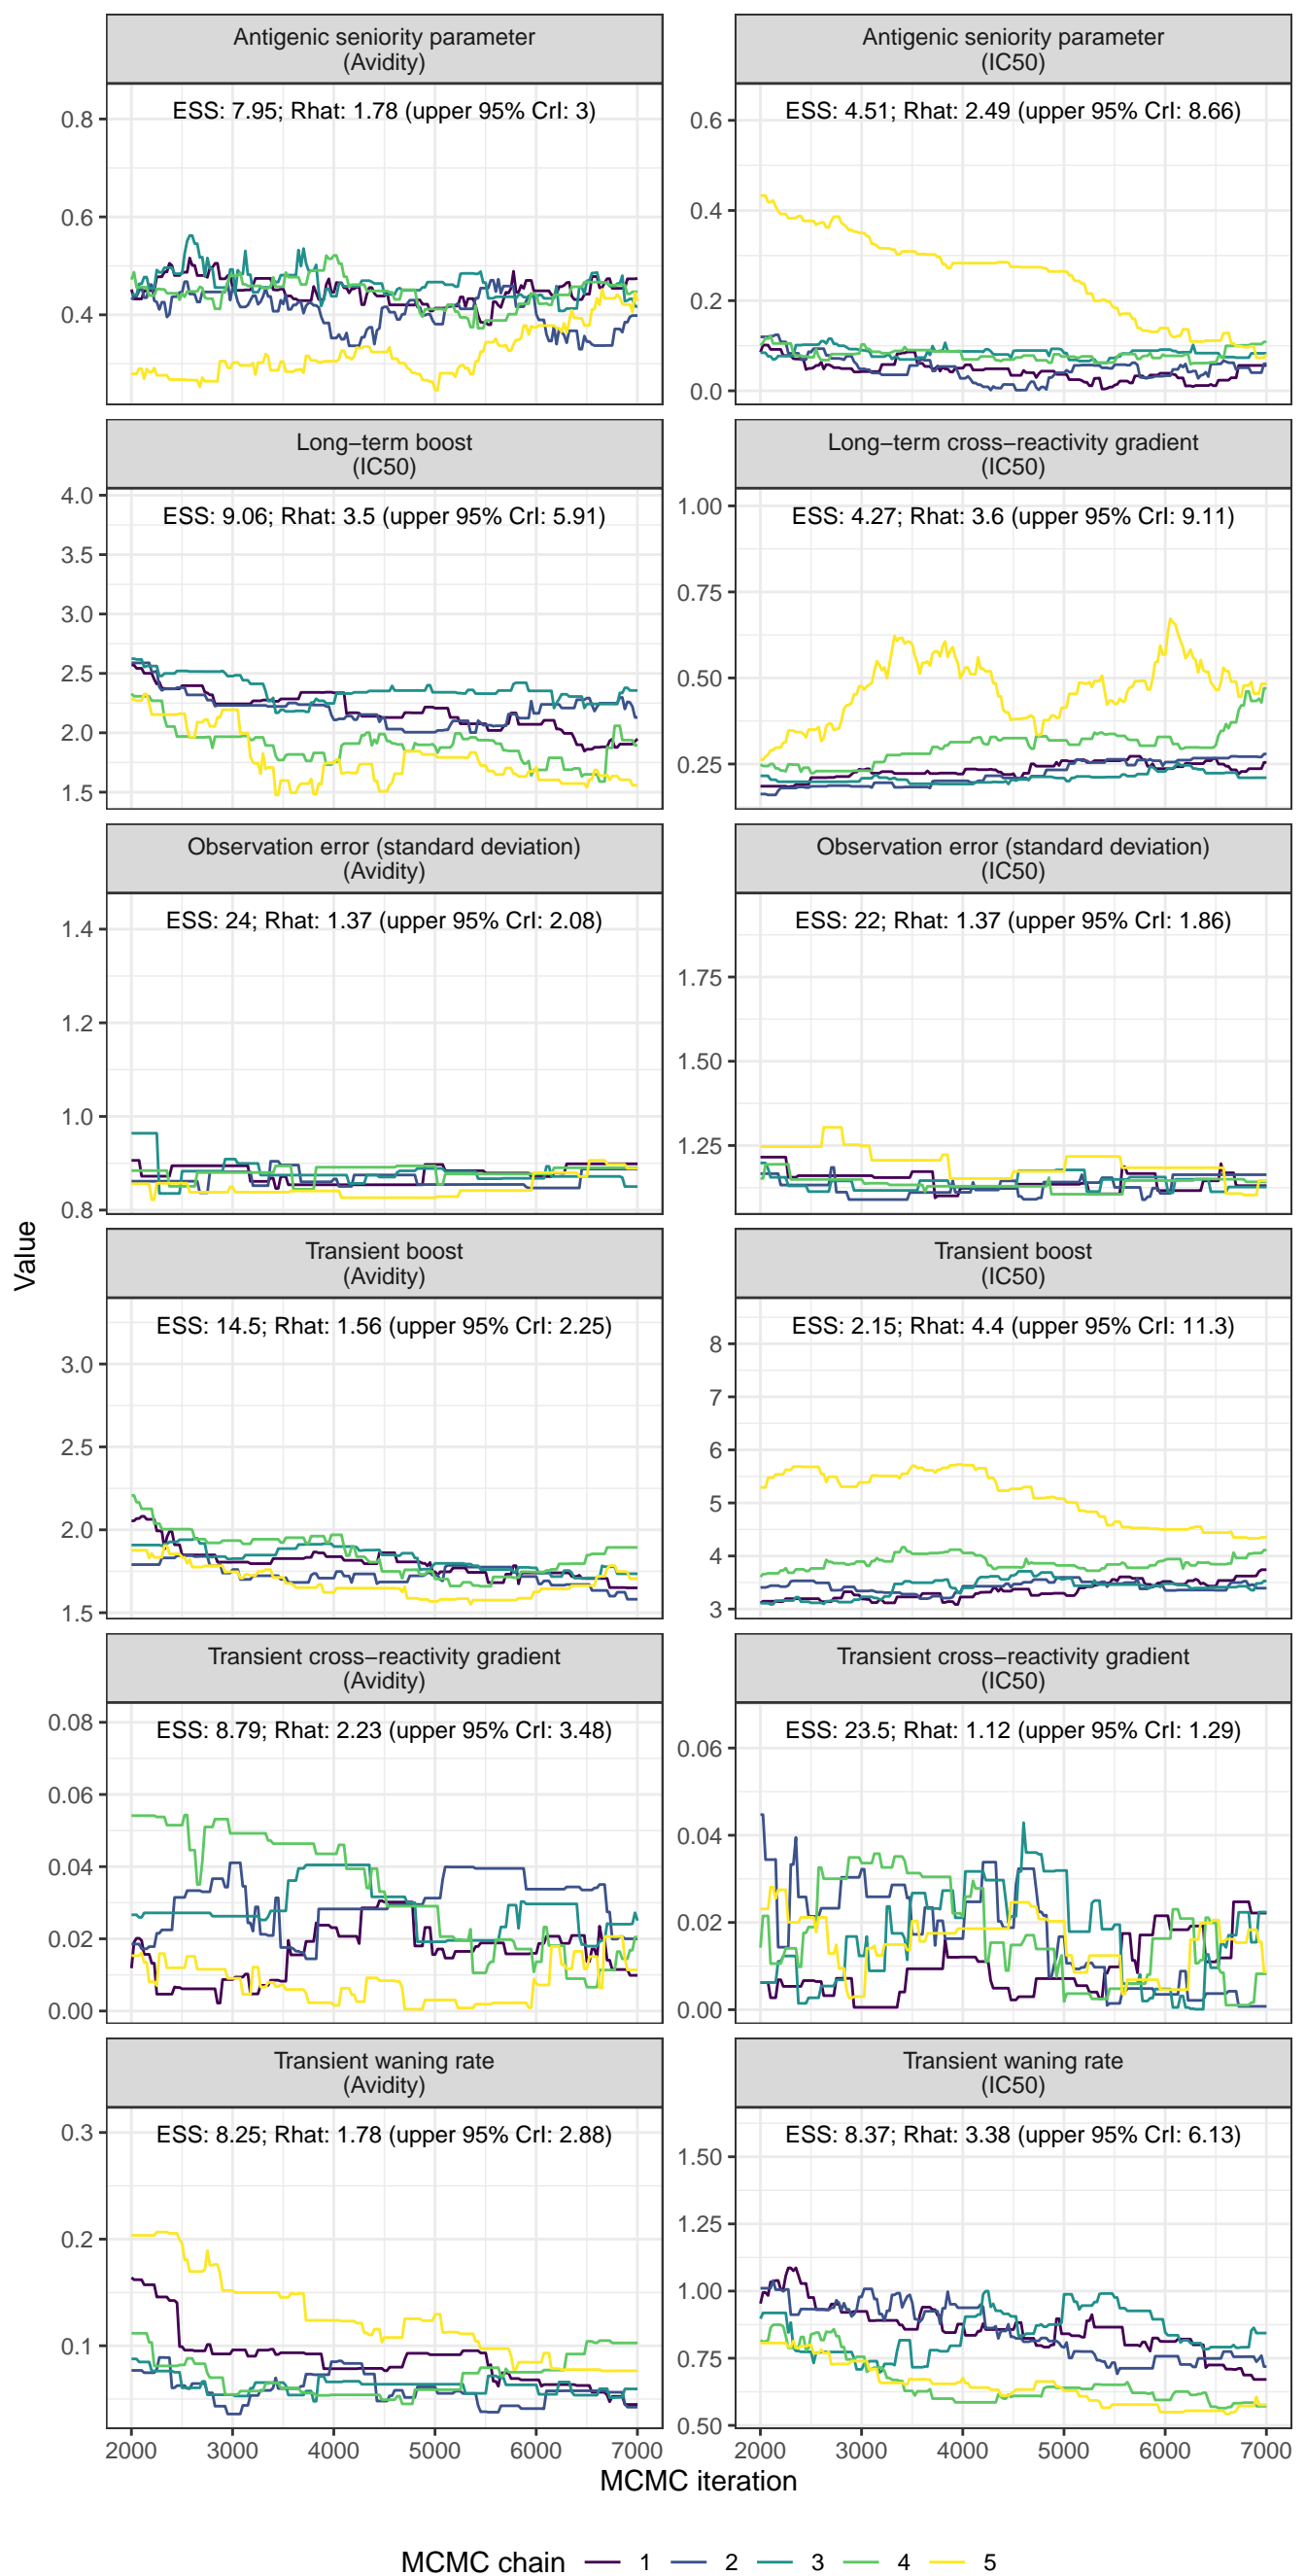 Antigenic seniority parameter
(Avidity)
ESS: 7.95; Rhat: 1.78 (upper 95% CrI: 3)
0.8
0.6
0.4
Antigenic seniority parameter
(IC50)
ESS: 4.51; Rhat: 2.49 (upper 95% CrI: 8.66)
0.6
0.4
0.2
0.0
Long−term boost
(IC50)
ESS: 9.06; Rhat: 3.5 (upper 95% CrI: 5.91)
4.0
3.5
3.0
2.5
2.0
1.5
Long−term cross−reactivity gradient
(IC50)
ESS: 4.27; Rhat: 3.6 (upper 95% CrI: 9.11)
1.00
0.75
0.50
0.25
Observation error (standard deviation)
(Avidity)
ESS: 24; Rhat: 1.37 (upper 95% CrI: 2.08)
1.4
1.2
1.0
0.8
Observation error (standard deviation)
(IC50)
ESS: 22; Rhat: 1.37 (upper 95% CrI: 1.86)
1.75
1.50
1.25
Value
Transient boost
(Avidity)
ESS: 14.5; Rhat: 1.56 (upper 95% CrI: 2.25)
3.0
2.5
2.0
1.5
Transient boost
(IC50)
ESS: 2.15; Rhat: 4.4 (upper 95% CrI: 11.3)
8
7
6
5
4
3
Transient cross−reactivity gradient
(Avidity)
ESS: 8.79; Rhat: 2.23 (upper 95% CrI: 3.48)
0.08
0.06
0.04
0.02
0.00
Transient cross−reactivity gradient
(IC50)
ESS: 23.5; Rhat: 1.12 (upper 95% CrI: 1.29)
0.06
0.04
0.02
0.00
Transient waning rate
(Avidity)
ESS: 8.25; Rhat: 1.78 (upper 95% CrI: 2.88)
0.3
0.2
0.1
Transient waning rate
(IC50)
ESS: 8.37; Rhat: 3.38 (upper 95% CrI: 6.13)
1.50
1.25
1.00
0.75
0.50
2000 3000 4000 5000 6000 7000
2000 3000 4000 5000 6000 7000
MCMC iteration
MCMC chain 1 2 3 4 5